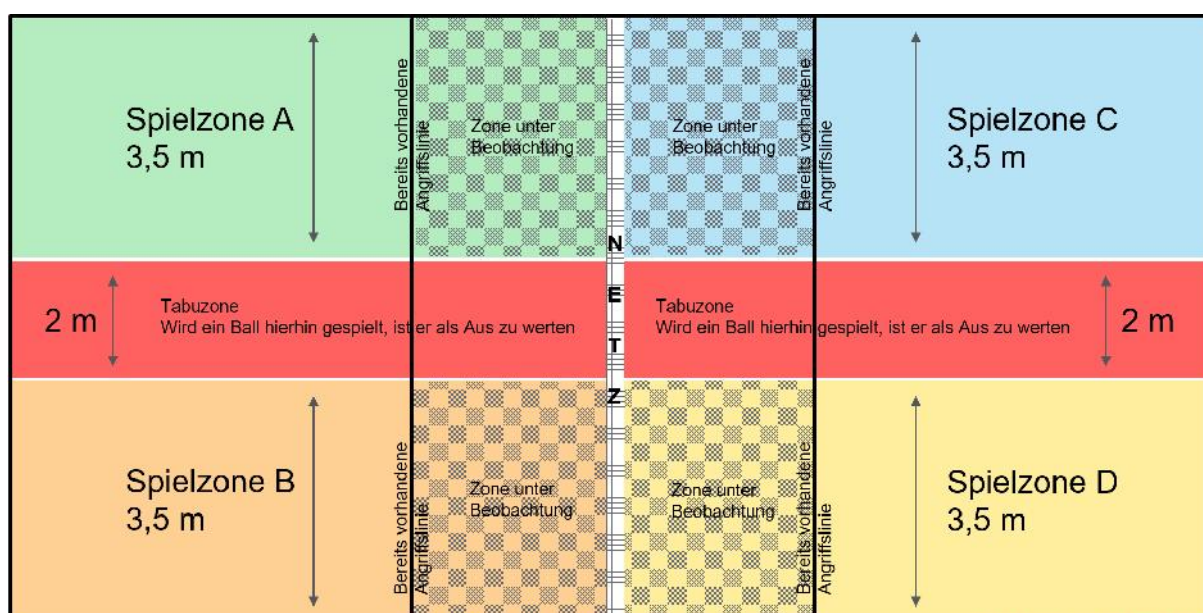 Spielzone A
3,5 m
Bereits vorhandene
Angriffslinie
Zone unter
Beobachtung
Zone unter
Beobachtung
Bereits vorhandene
Angriffslinie
Spielzone C
3,5 m
2 m
Tabuzone
Wird ein Ball hierhin gespielt, ist er als Aus zu werten
N
E
T
Z
Tabuzone
Wird ein Ball hierhin gespielt, ist er als Aus zu werten
2 m
Spielzone B
3,5 m
Bereits vorhandene
Angriffslinie
Zone unter
Beobachtung
Zone unter
Beobachtung
Bereits vorhandene
Angriffslinie
Spielzone D
3,5 m